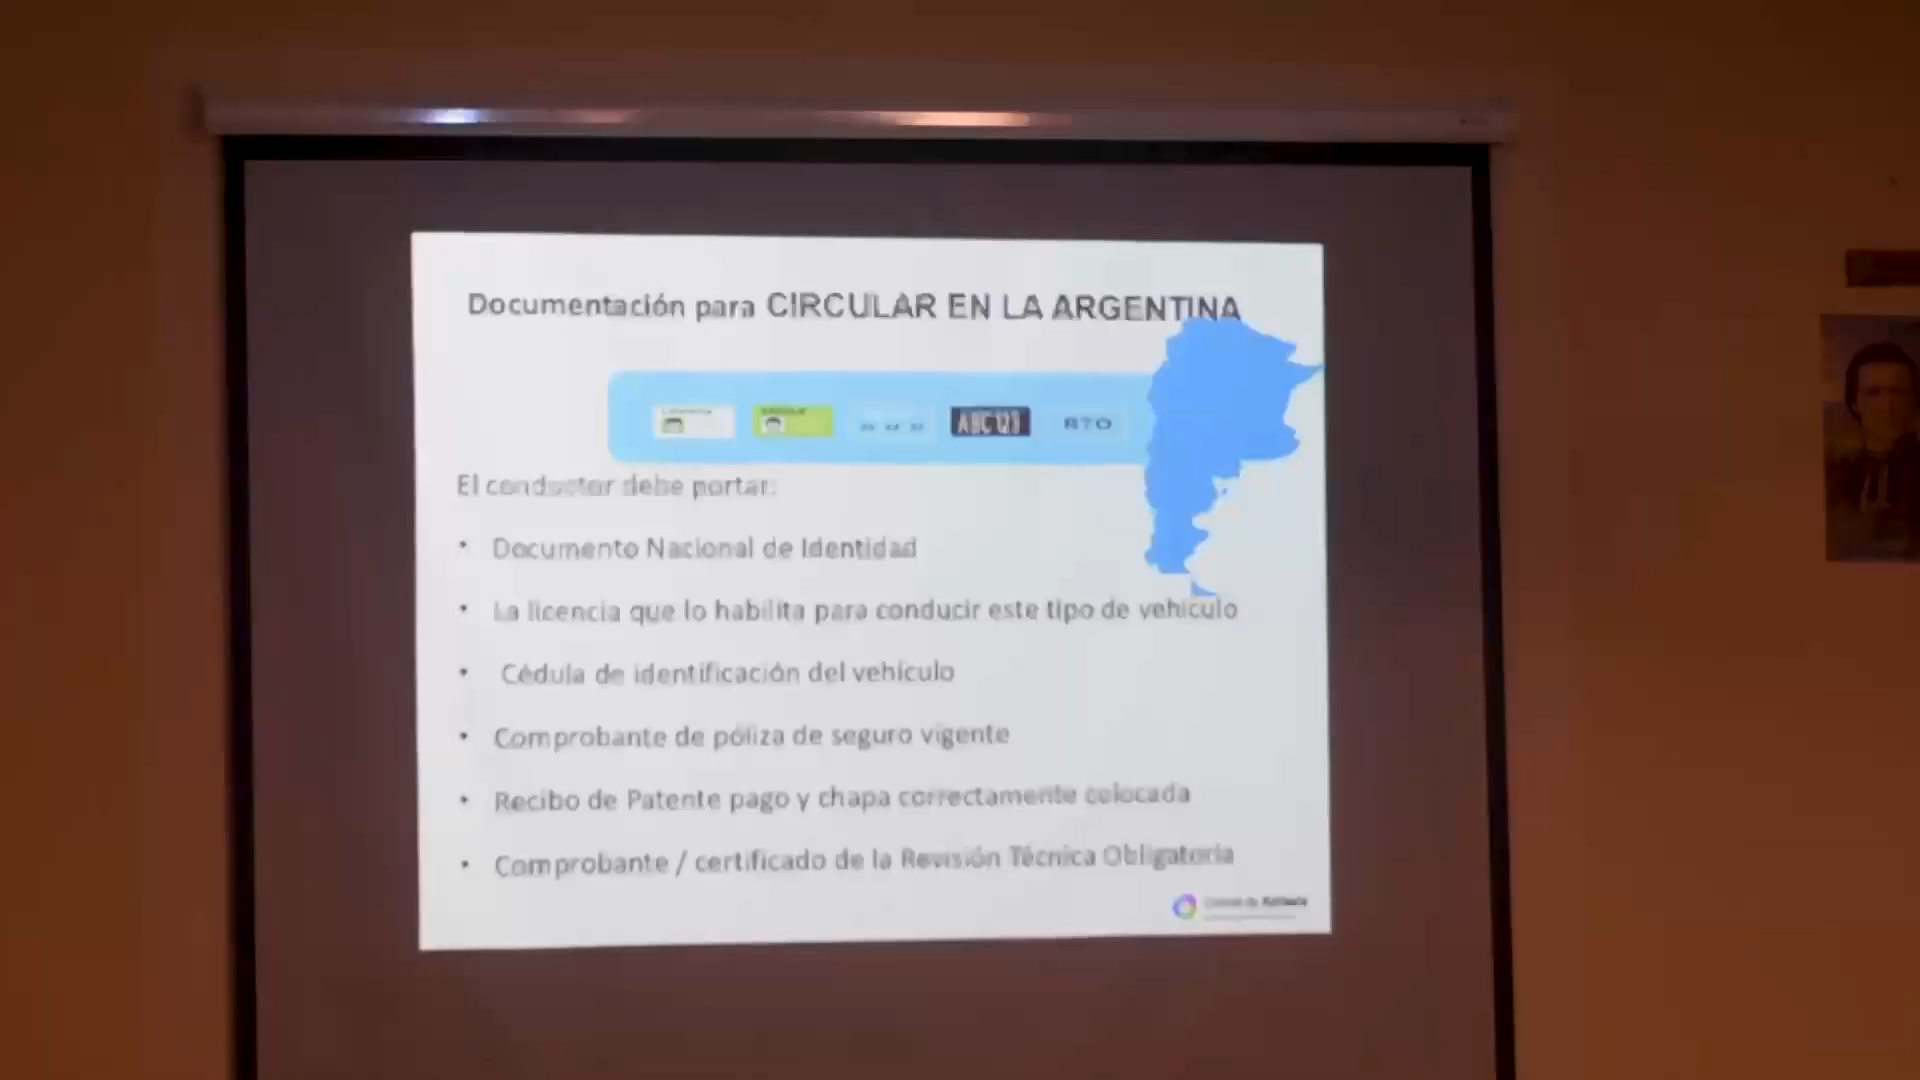 Documentación para CIRCULAR EN LA ARGENTINA
ABC 123
RTO
El conductor debe portar:
• Documento Nacional de Identidad
• La licencia que lo habilita para conducir este tipo de vehículo
• Cédula de identificación del vehículo
• Comprobante de póliza de seguro vigente
• Recibo de Patente pago y chapa correctamente colocada
• Comprobante / certificado de la Revisión Técnica Obligatoria